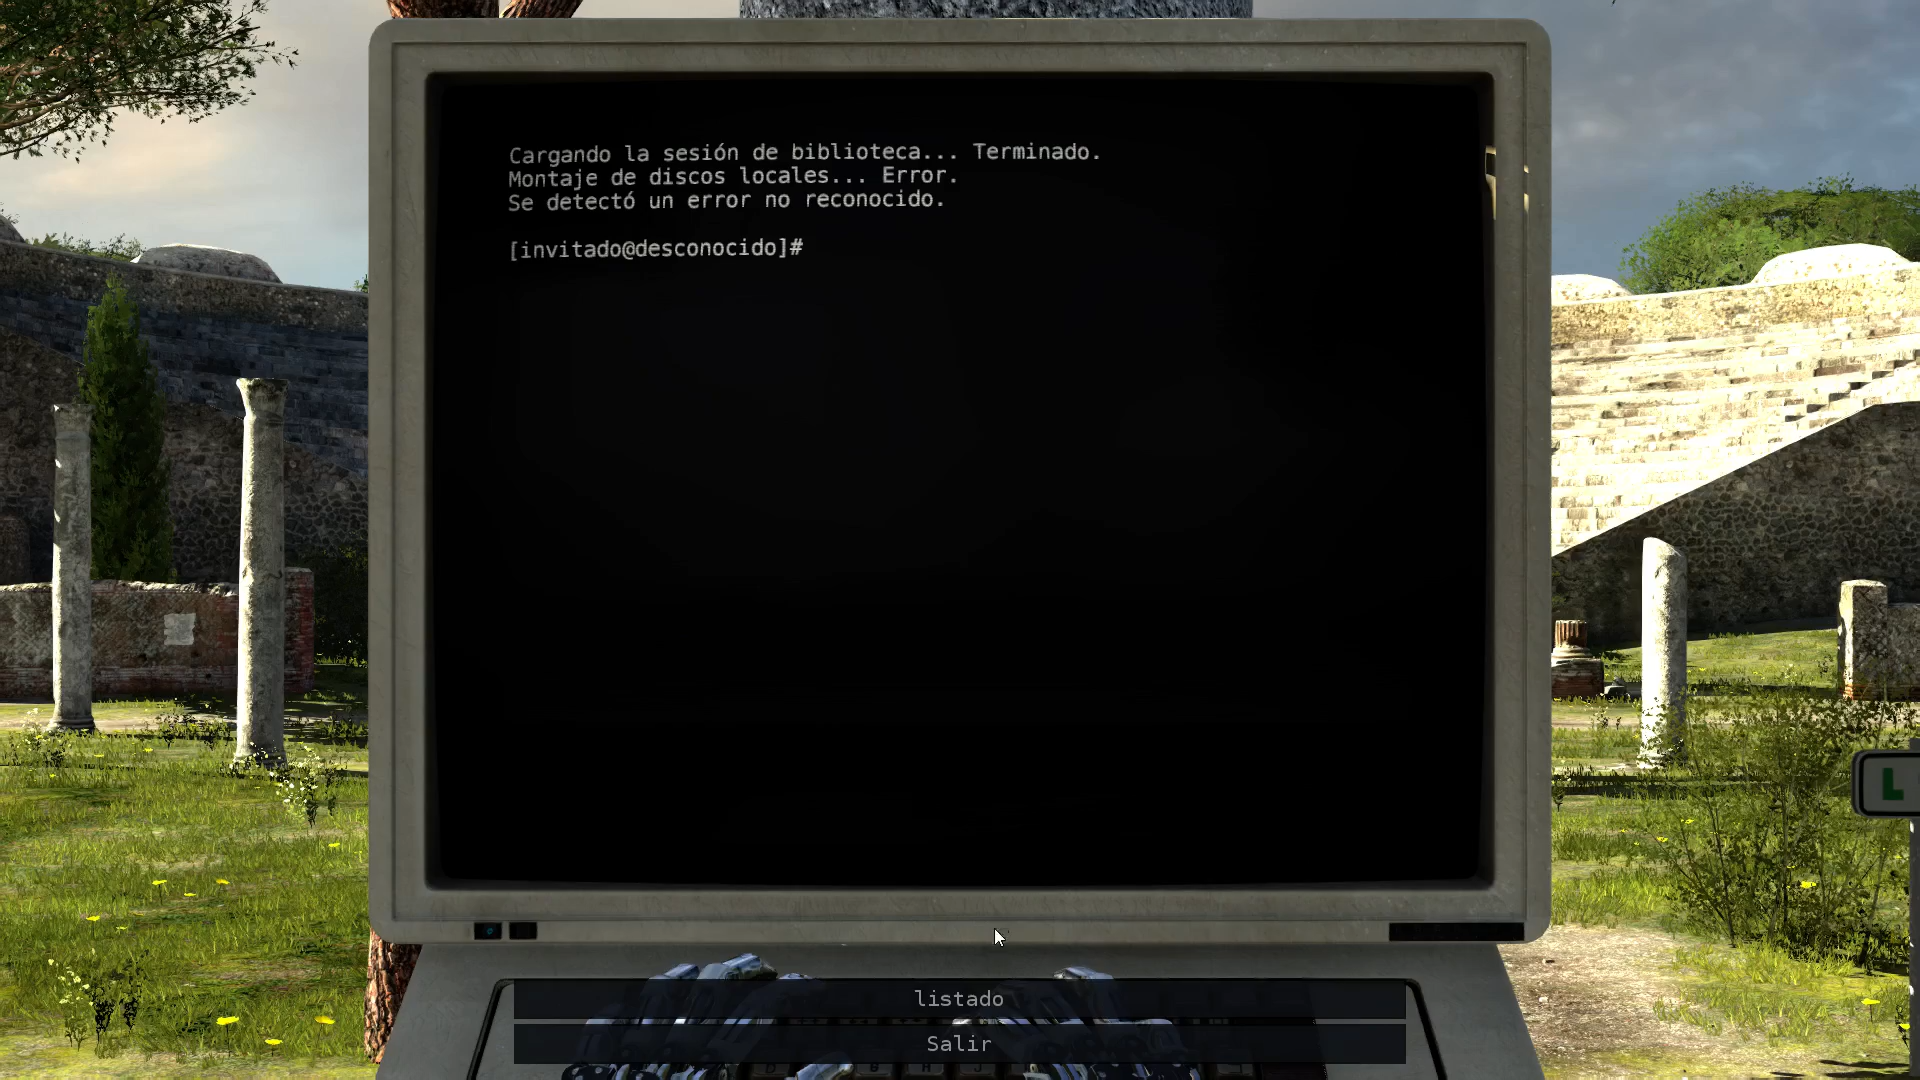 Cargando la sesión de biblioteca... Terminado.
Montaje de discos locales... Error.
Se detectó un error no reconocido.
[invitado@desconocido]#
L
listado
Salir